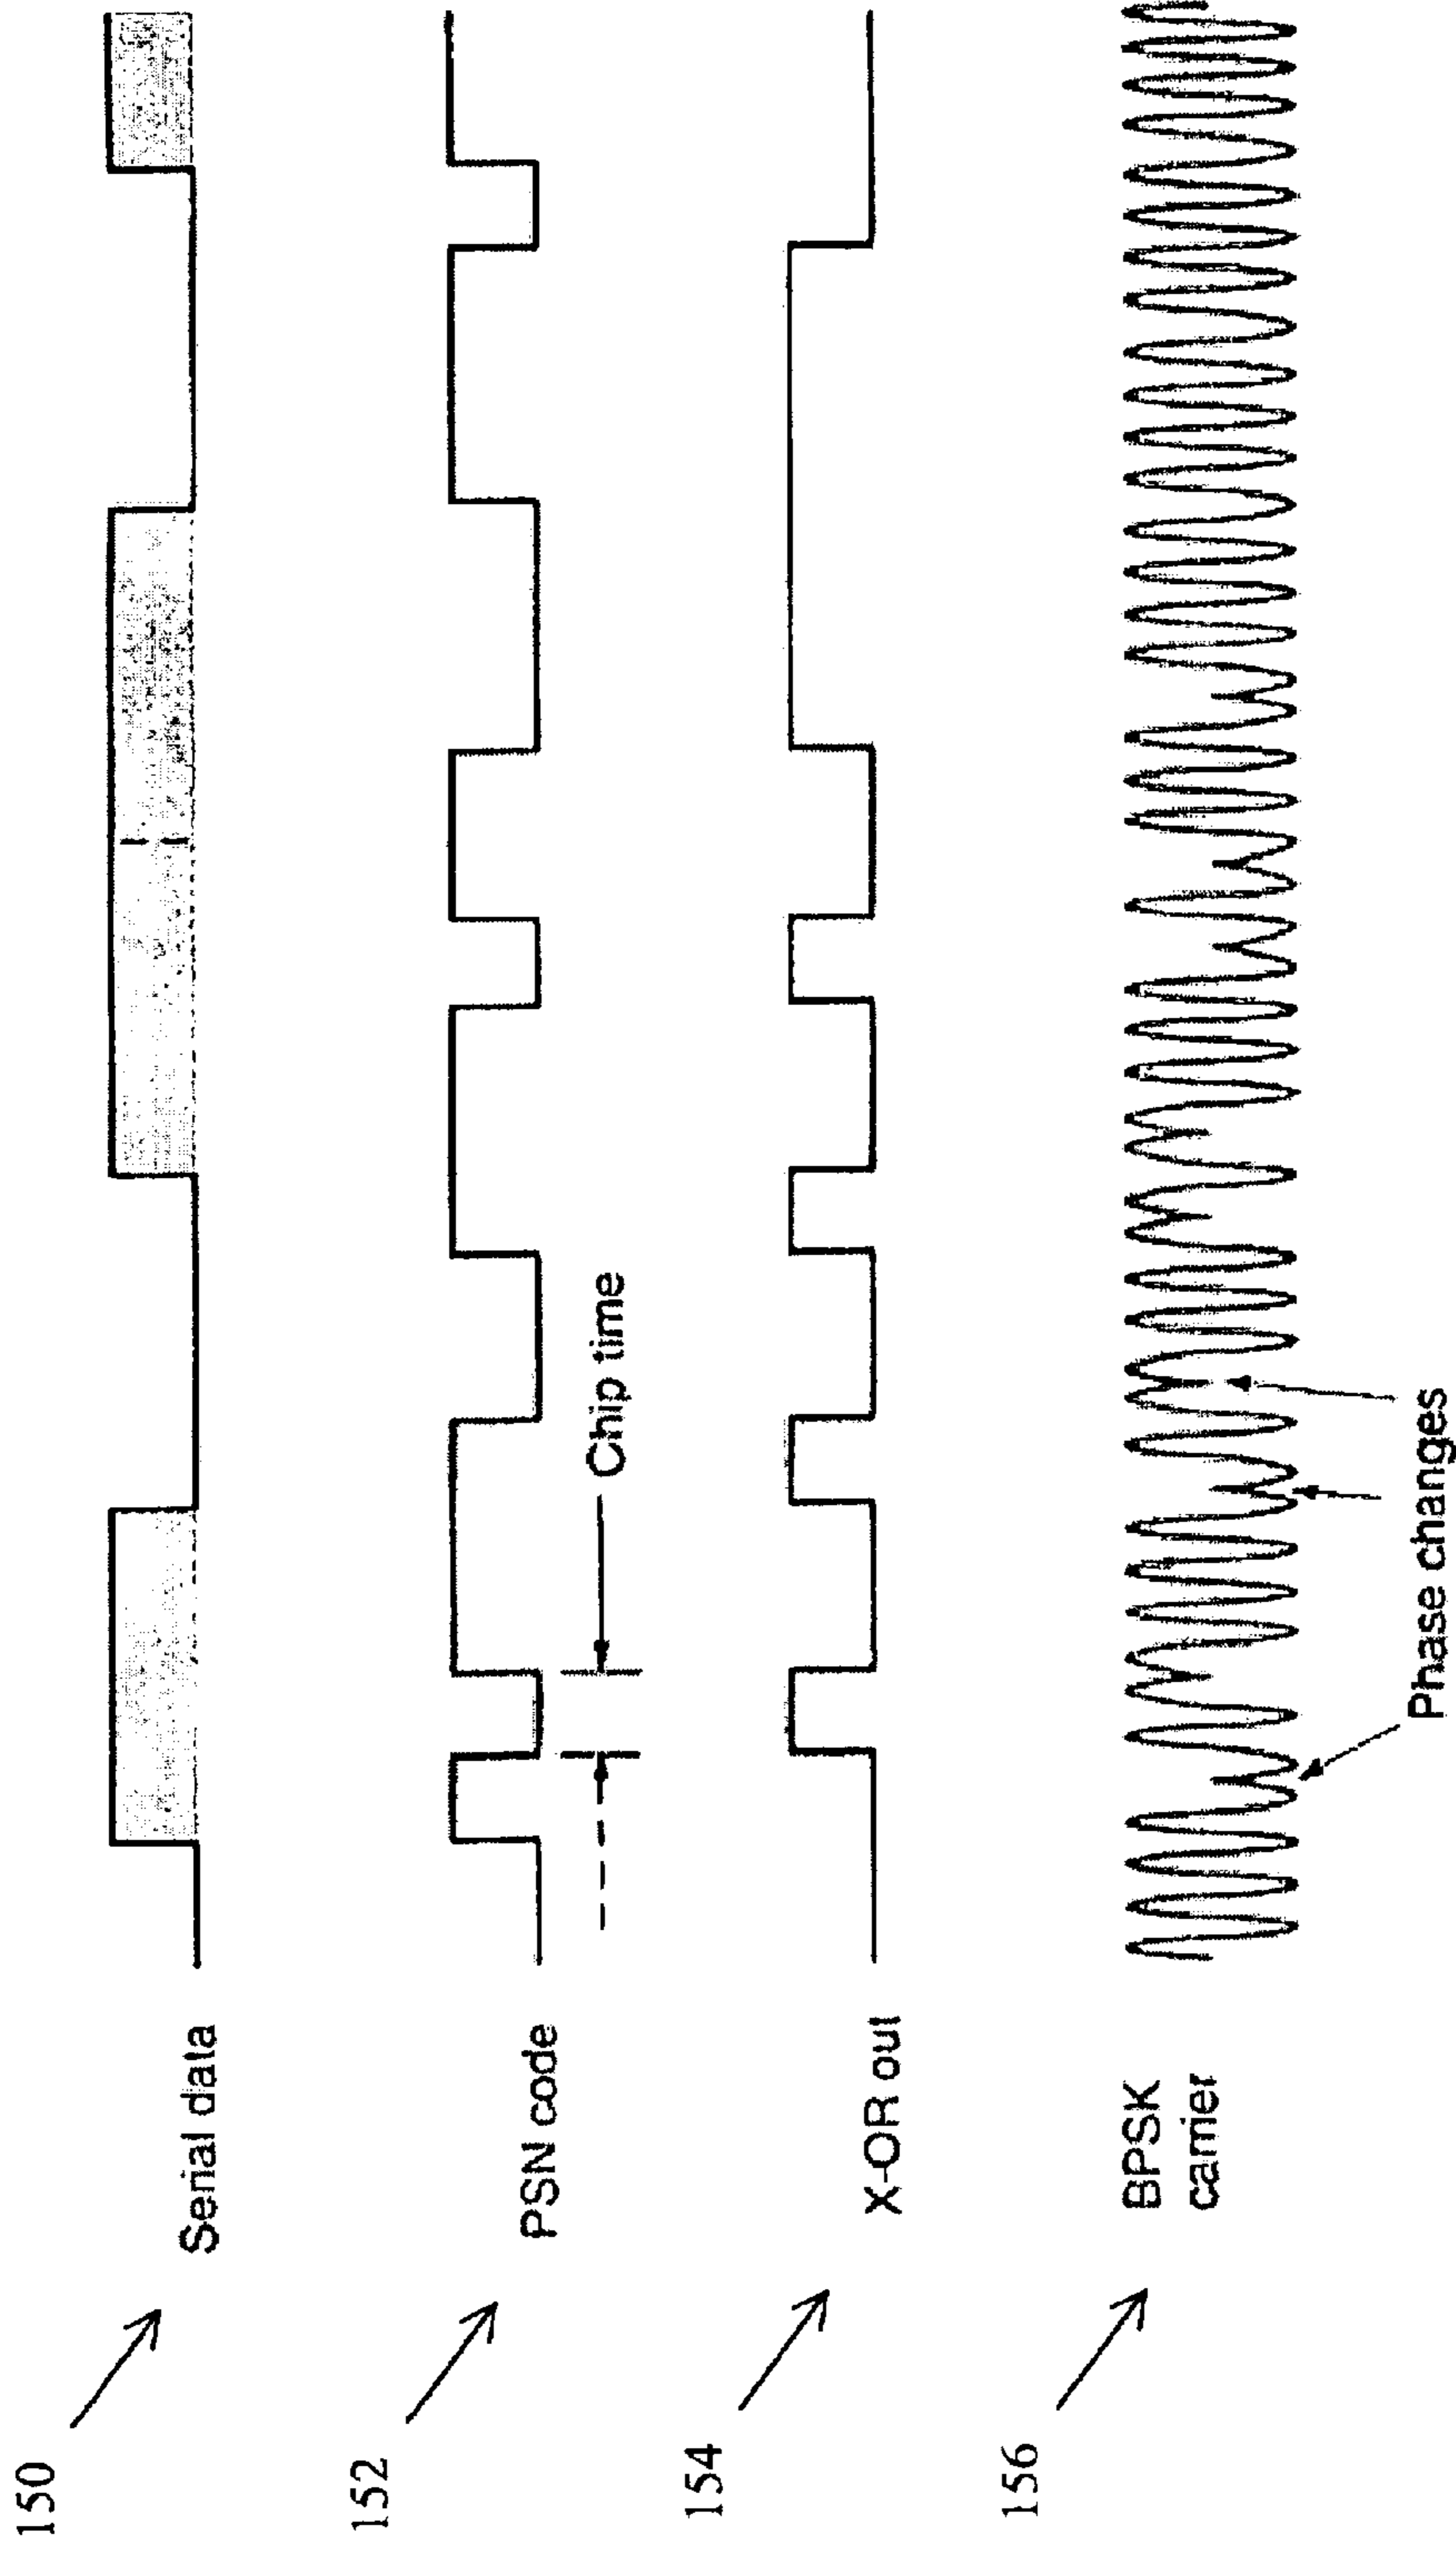 150
Serial data
152
PSN code
Chip time
154
X-OR out
156
BPSK
carrier
Phase changes